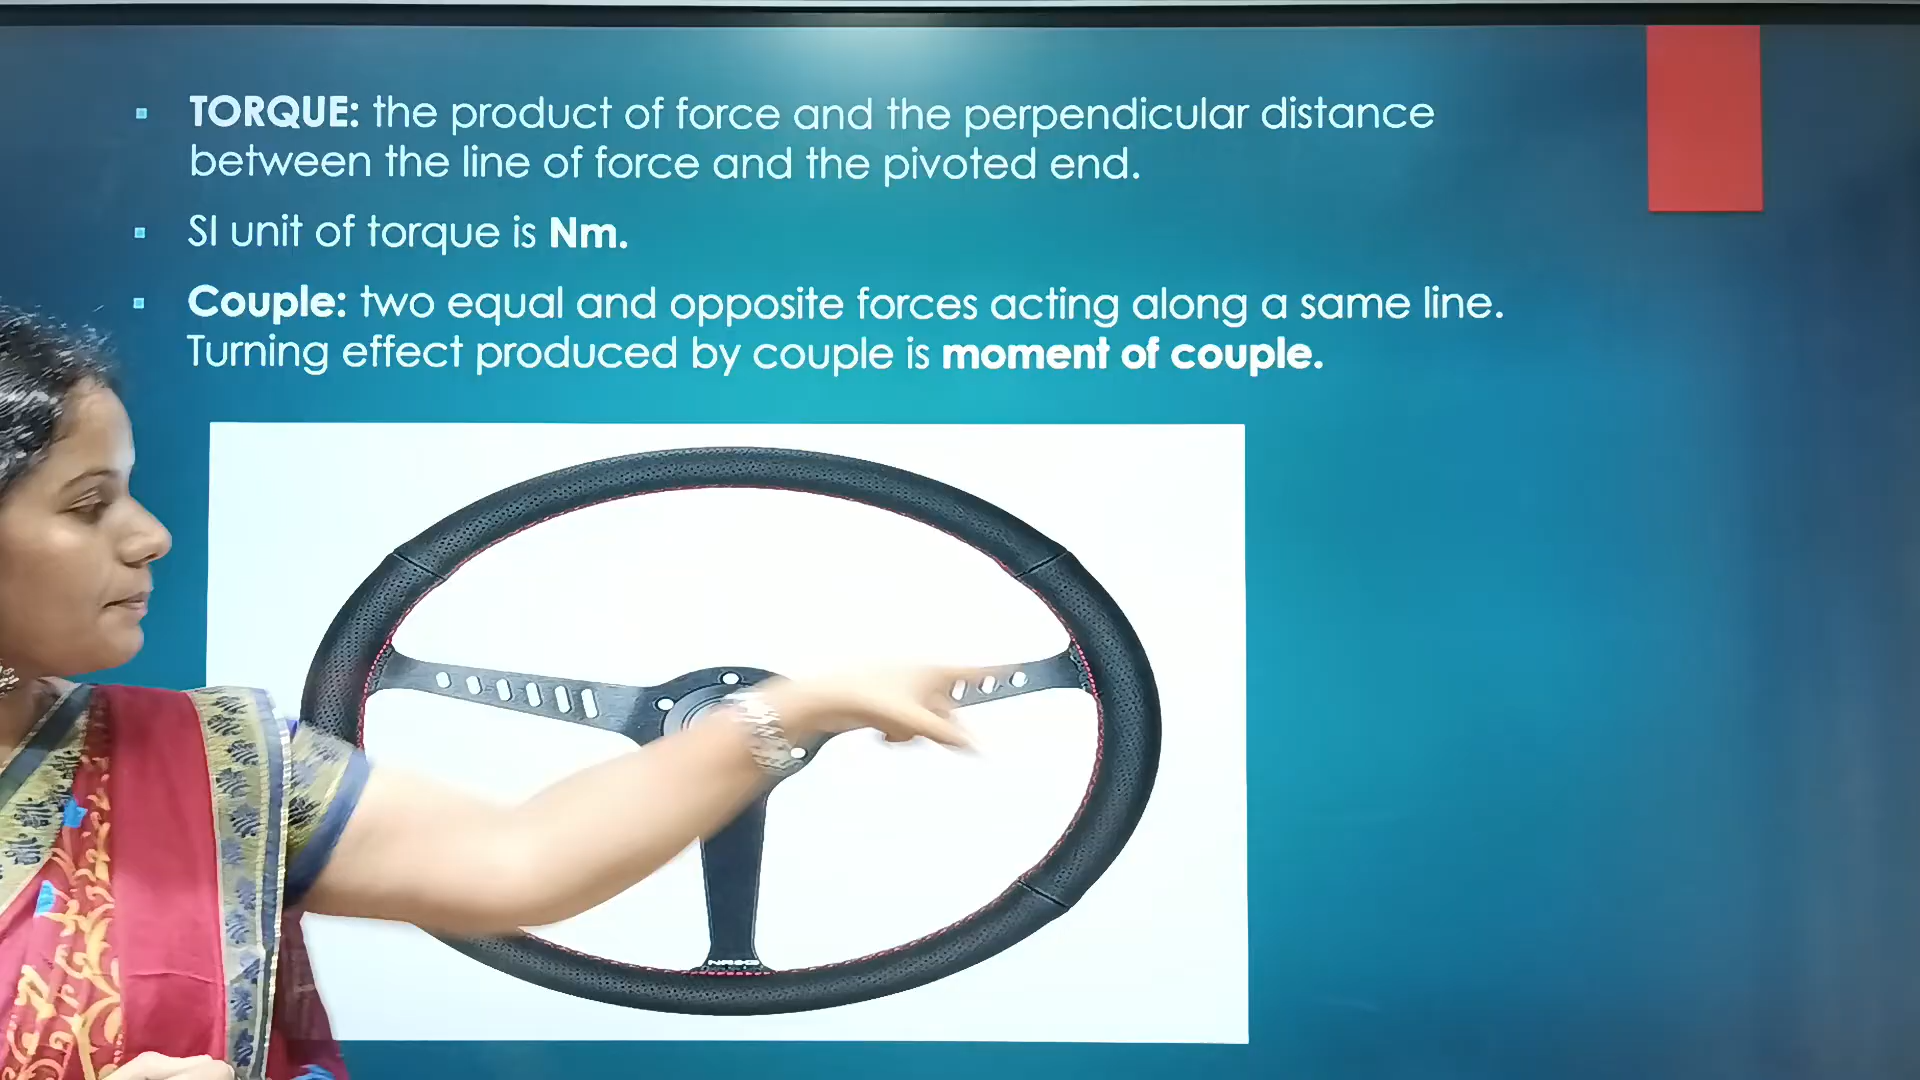 TORQUE: the product of force and the perpendicular distance
between the line of force and the pivoted end.
SI unit of torque is Nm.
Couple: two equal and opposite forces acting along a same line.
Turning effect produced by couple is moment of couple.
NRG